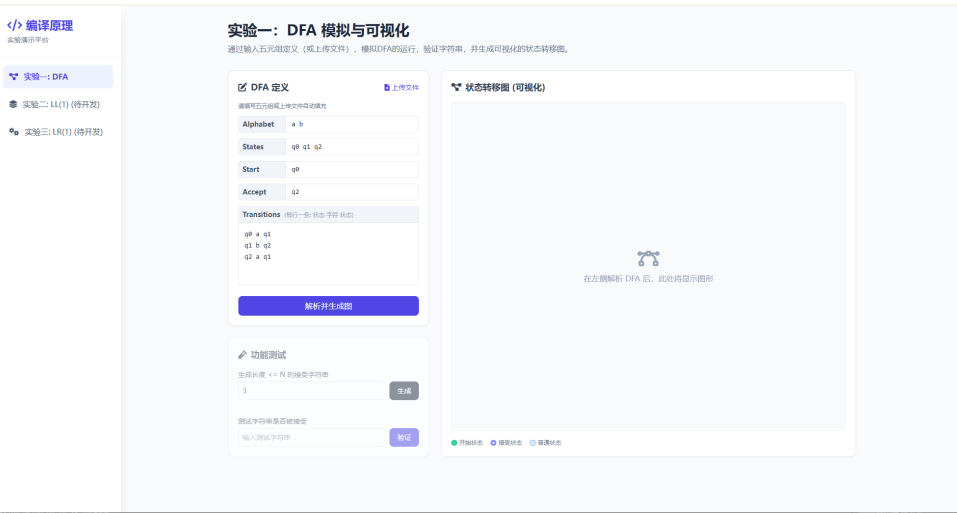 </> 编译原理
实验演示平台
实验一: DFA
实验二: LL(1) (待开发)
实验三: LR(1) (待开发)
实验一：DFA 模拟与可视化
通过输入五元组定义（或上传文件），模拟DFA的运行，验证字符串，并生成可视化的状态转移图。
DFA 定义
上传文件
请填写五元组或上传文件自动填充
Alphabet a b
States q0 q1 q2
Start q0
Accept q2
Transitions (每行一条: 状态 字符 状态)
q0 a q1
q1 b q2
q2 a q1
解析并生成图
功能测试
生成长度 <= N 的接受字符串
3 生成
测试字符串是否被接受
输入测试字符串 验证
状态转移图 (可视化)
在左侧解析 DFA 后，此处将显示图形
开始状态 接受状态 普通状态